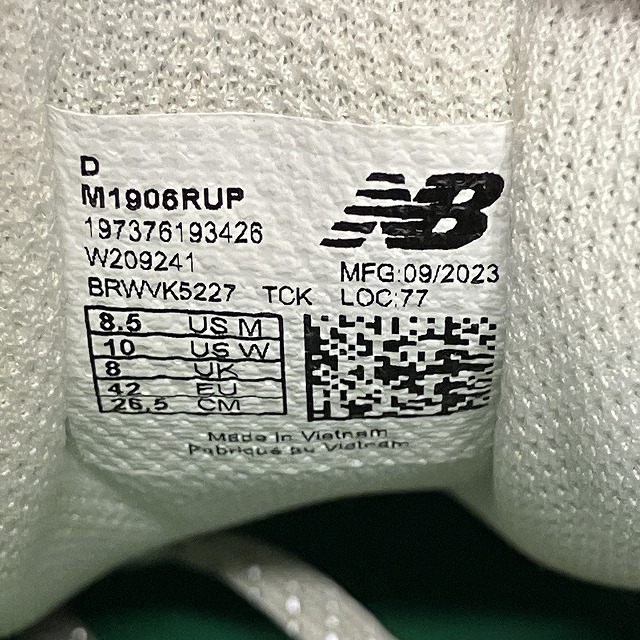 D
M1906RUP
197376193426
W209241
BRWVK5227 TCK
NB
MFG:09/2023
LOC:77
8.5 US M
10 US W
8 UK
42 EU
26.5 CM
Made in Vietnam
Fabriqué au Vietnam